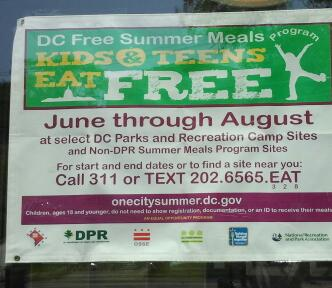 DC Free Summer Meals Program
KIDS & TEENS
EAT FREE
June through August
at select DC Parks and Recreation Camp Sites
and Non-DPR Summer Meals Program Sites
For start and end dates or to find a site near you:
Call 311 or TEXT 202.6565.EAT
3 2 8
onecitysummer.dc.gov
Children, ages 18 and younger, do not need to show registration, documentation, or an ID to receive their meals
AN EQUAL OPPORTUNITY PROGRAM
DPR
OSSE
National Recreation
and Park Association